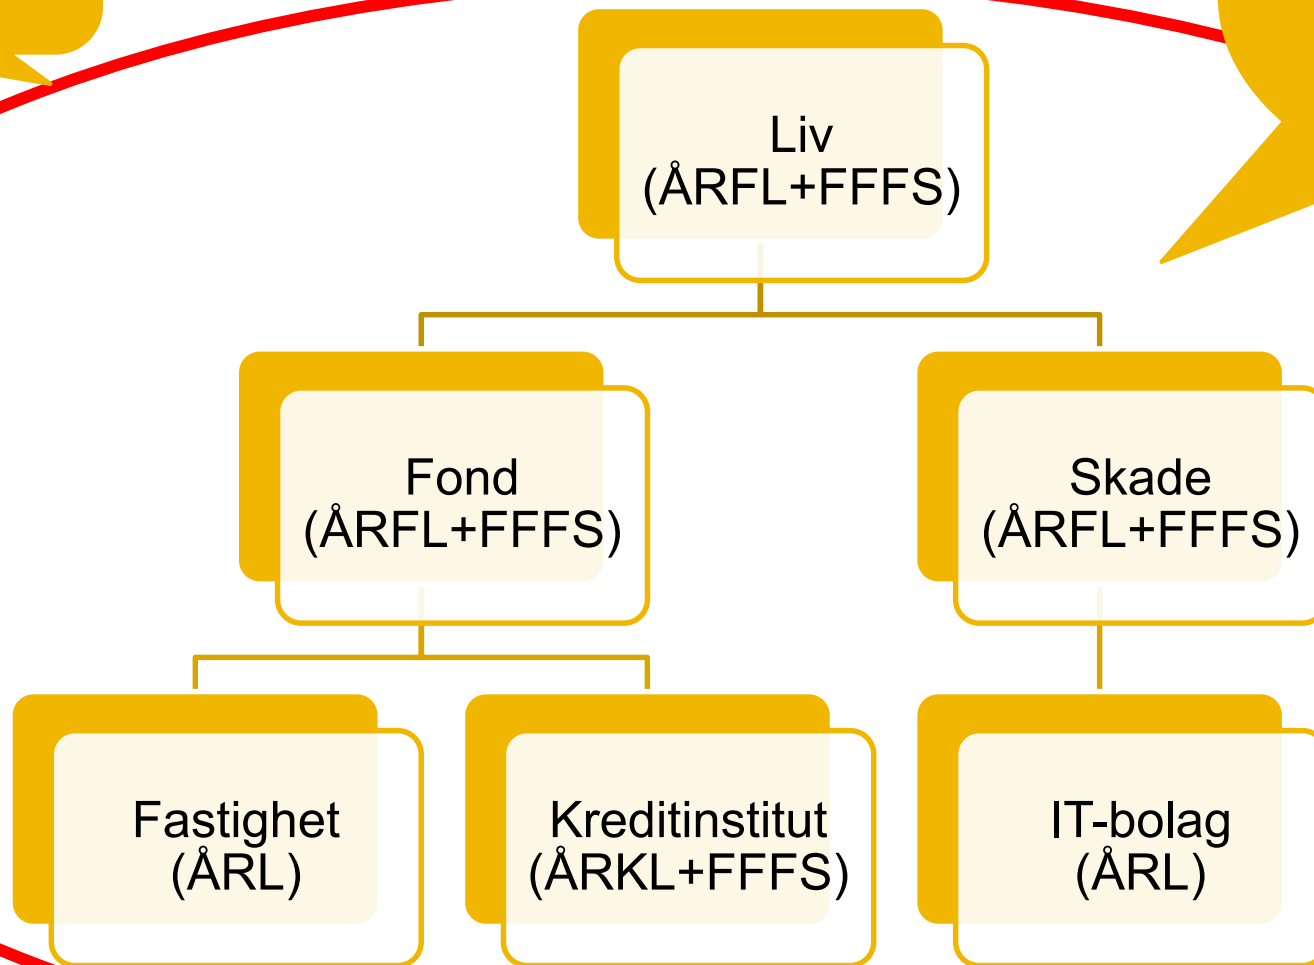 Liv
(ÅRFL+FFFS)
Fond
(ÅRFL+FFFS)
Skade
(ÅRFL+FFFS)
Fastighet
(ÅRL)
Kreditinstitut
(ÅRKL+FFFS)
IT-bolag
(ÅRL)